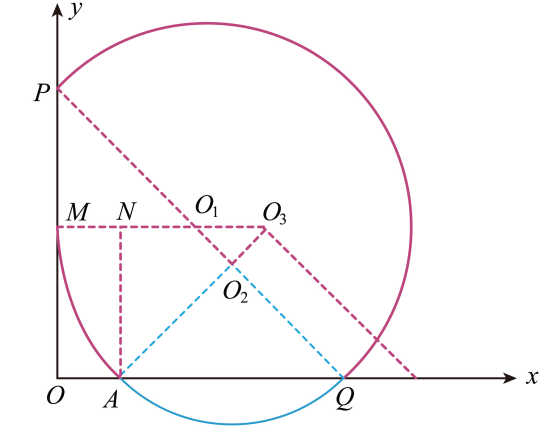 y
P
M N O₁ O₃
O₂
O A Q x